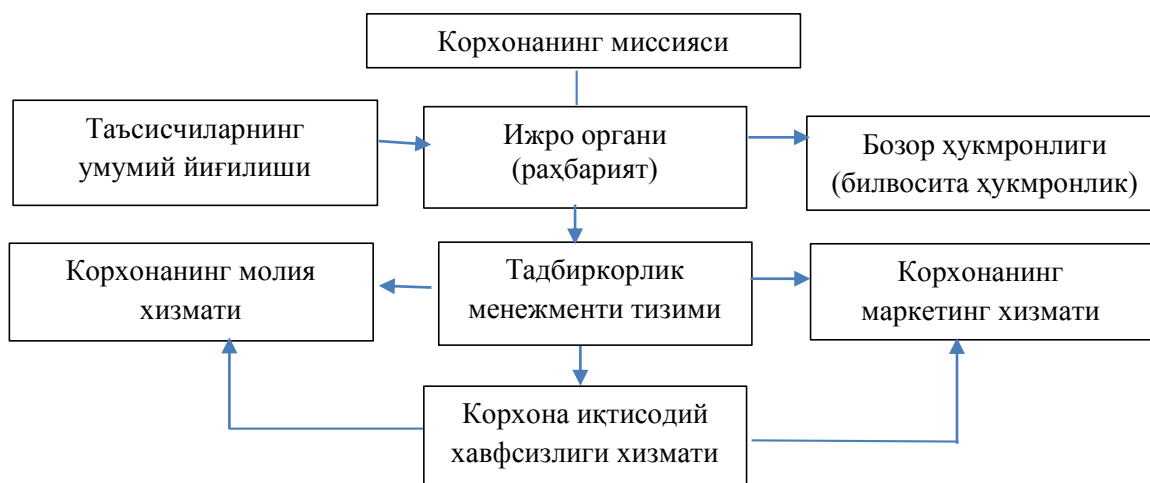 Корхонанинг миссияси
Таъсисчиларнинг
умумий йиғилиши
Ижро органи
(раҳбарият)
Бозор ҳукмронлиги
(билвосита ҳукмронлик)
Корхонанинг молия
хизмати
Тадбиркорлик
менежменти тизими
Корхонанинг
маркетинг хизмати
Корхона иқтисодий
хавфсизлиги хизмати